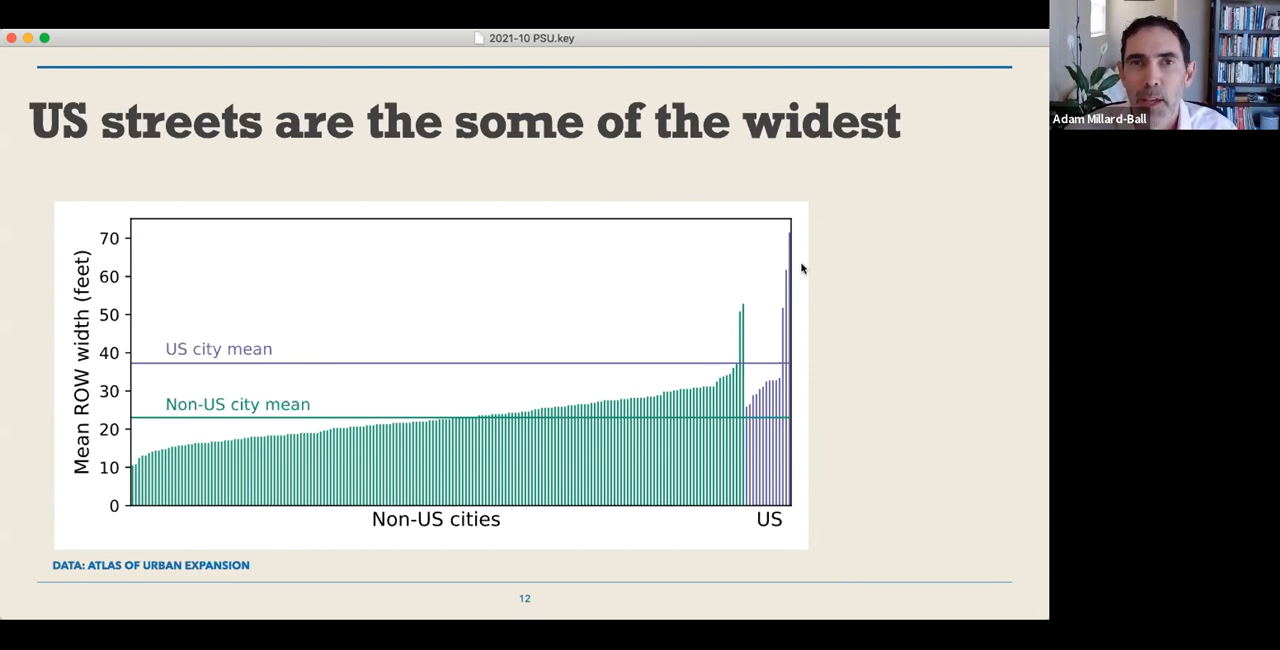 2021-10 PSU.key
US streets are the some of the widest
Adam Millard-Ball
Mean ROW width (feet)
70
60
50
40
30
20
10
0
US city mean
Non-US city mean
Non-US cities
US
DATA: ATLAS OF URBAN EXPANSION
12